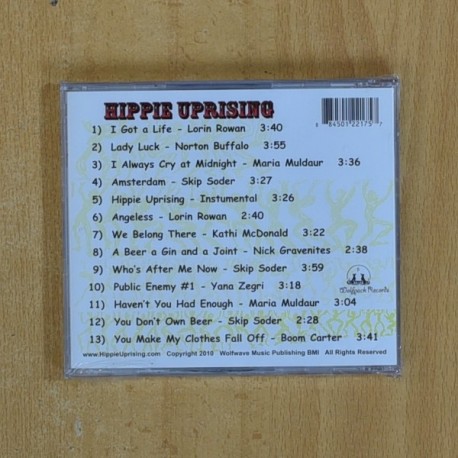 HIPPIE UPRISING
8 84501 22175 7
1) I Got a Life - Lorin Rowan 3:40
2) Lady Luck - Norton Buffalo 3:55
3) I Always Cry at Midnight - Maria Muldaur 3:36
4) Amsterdam - Skip Soder 3:27
5) Hippie Uprising - Instumental 3:26
6) Angeless - Lorin Rowan 2:40
7) We Belong There - Kathi McDonald 3:22
8) A Beer a Gin and a Joint - Nick Gravenites 2:38
9) Who's After Me Now - Skip Soder 3:59
10) Public Enemy #1 - Yana Zegri 3:18
11) Haven't You Had Enough - Maria Muldaur 3:04
12) You Don't Own Beer - Skip Soder 2:28
13) You Make My Clothes Fall Off - Boom Carter 3:41
Records
www.HippieUprising.com Copyright 2010 Wolfwave Music Publishing BMI All Rights Reserved